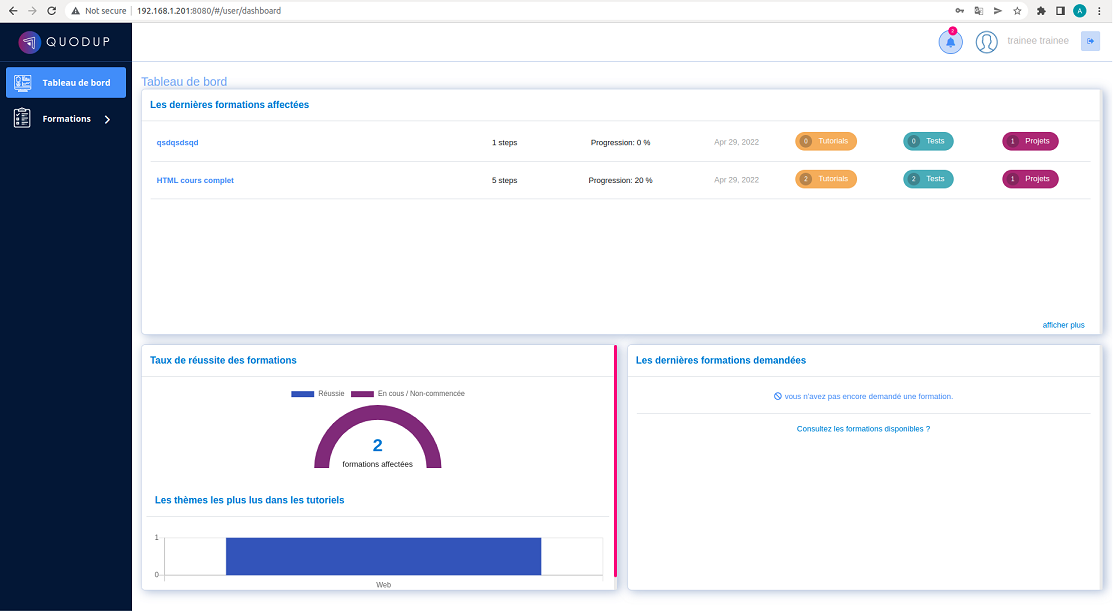 Not secure
192.168.1.201:8080/#/user/dashboard
A
QUODUP
2
trainee trainee
Tableau de bord
Formations
Tableau de bord
Les dernières formations affectées
qsdqsdsqd 1 steps Progression: 0 % Apr 29, 2022 0 Tutorials 0 Tests 1 Projets
HTML cours complet 5 steps Progression: 20 % Apr 29, 2022 2 Tutorials 2 Tests 1 Projets
afficher plus
Taux de réussite des formations
Réussie En cous / Non-commencée
2
formations affectées
Les thèmes les plus lus dans les tutoriels
1
0
Web
Les dernières formations demandées
vous n'avez pas encore demandé une formation.
Consultez les formations disponibles ?